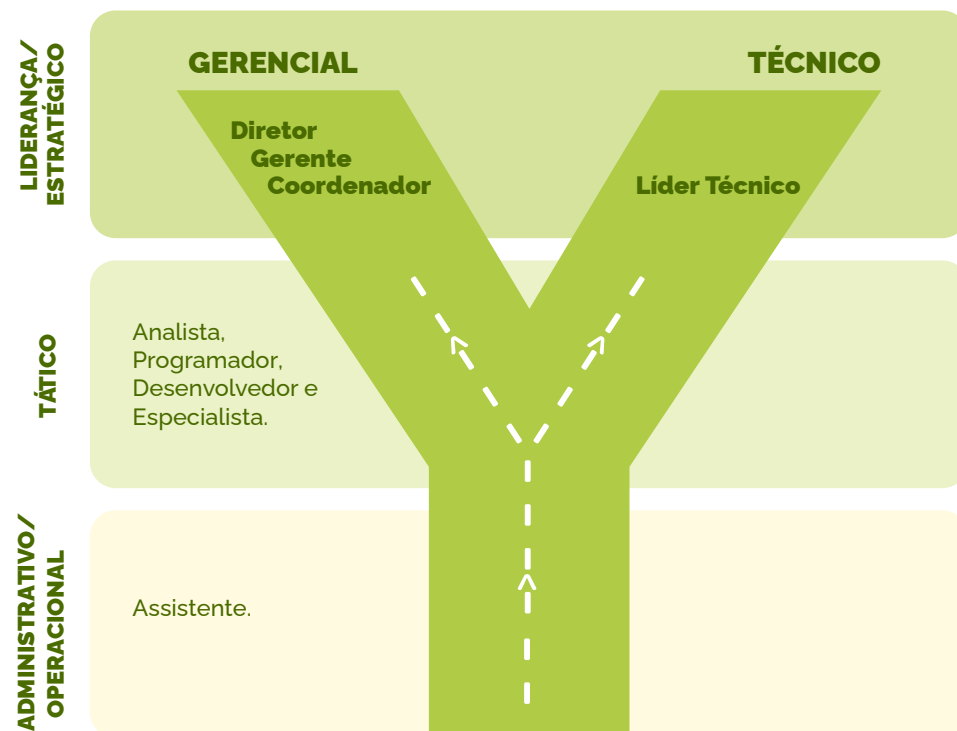 LIDERANÇA/
ESTRATÉGICO
GERENCIAL
TÉCNICO
Diretor
Gerente
Coordenador
Líder Técnico
TÁTICO
Analista,
Programador,
Desenvolvedor e
Especialista.
ADMINISTRATIVO/
OPERACIONAL
Assistente.